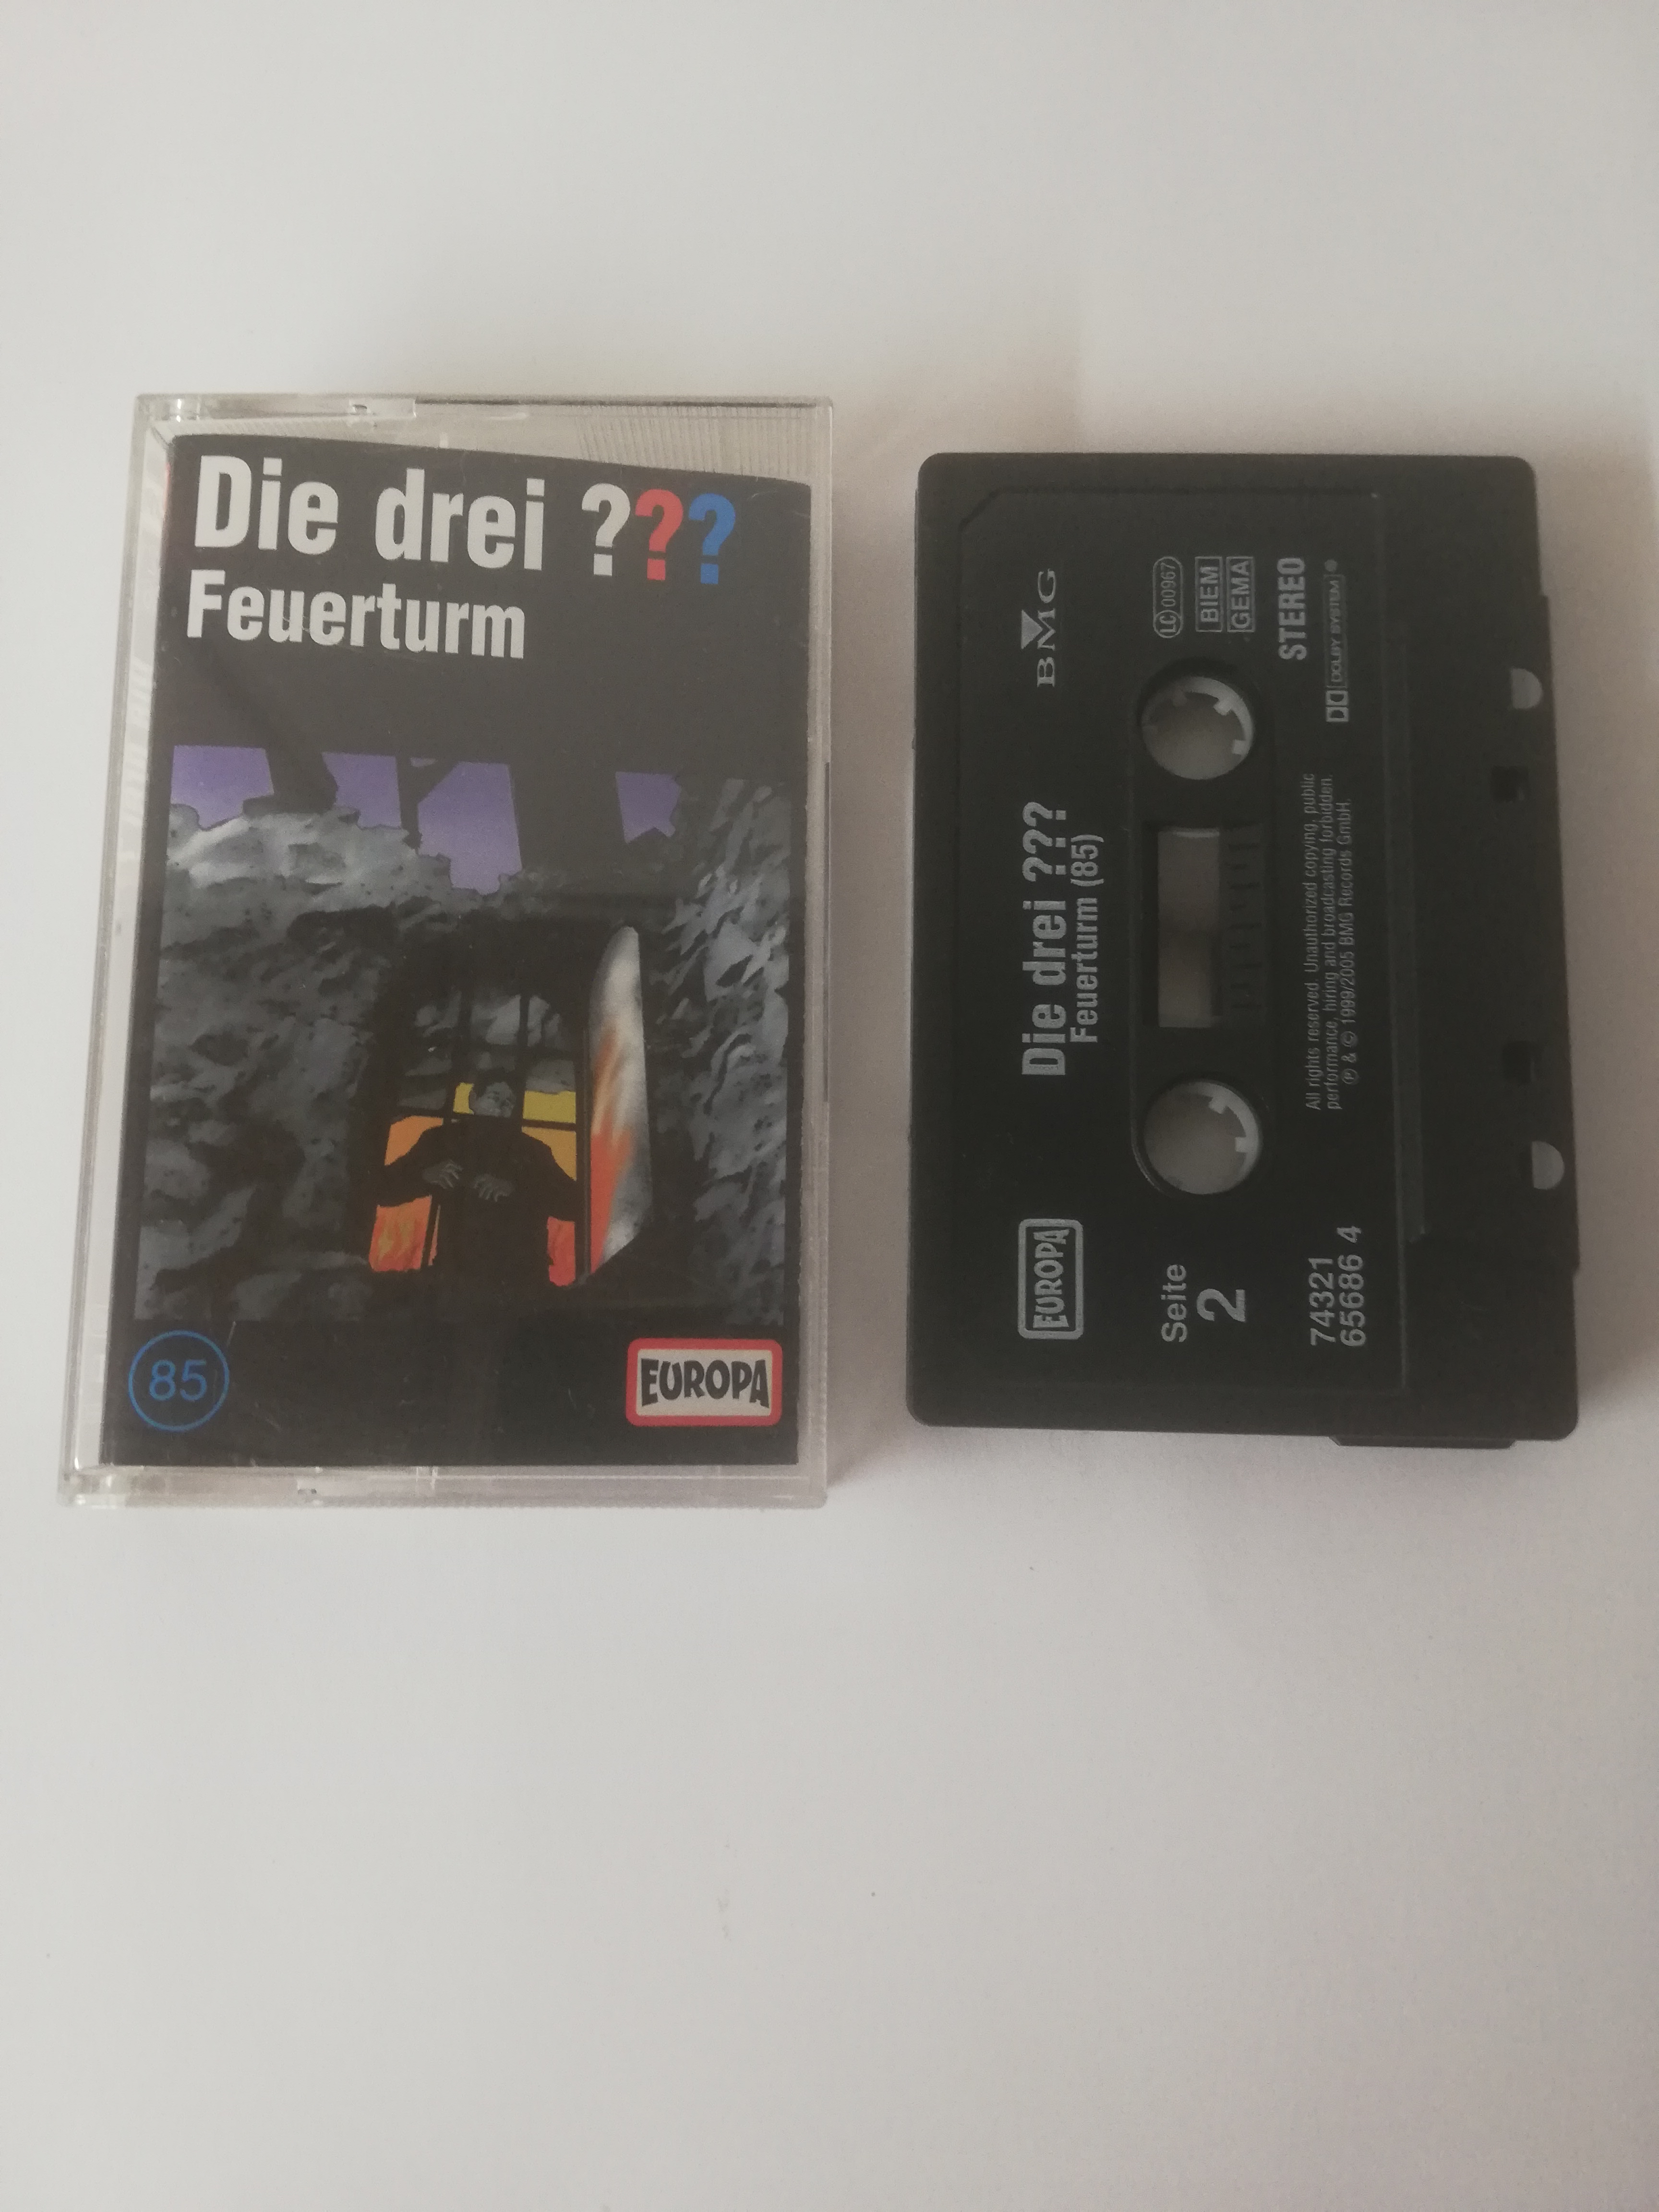 Die drei ???
Feuerturm
85
EUROPA
EUROPA
Die drei ???
Feuerturm (85)
BMG
Seite
2
LC 00967
BIEM
GEMA
STEREO
DOLBY SYSTEM
74321
65686 4
All rights reserved. Unauthorized copying, public
performance, hiring and broadcasting forbidden.
℗ & © 1999/2005 BMG Records GmbH.